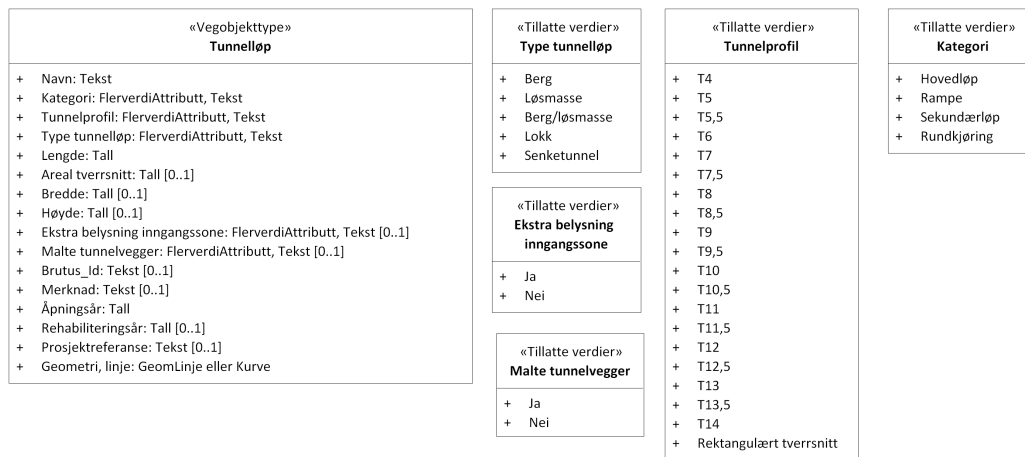 «Vegobjekttype»
Tunnelløp
+ Navn: Tekst
+ Kategori: FlerverdiAttributt, Tekst
+ Tunnelprofil: FlerverdiAttributt, Tekst
+ Type tunnelløp: FlerverdiAttributt, Tekst
+ Lengde: Tall
+ Areal tverrsnitt: Tall [0..1]
+ Bredde: Tall [0..1]
+ Høyde: Tall [0..1]
+ Ekstra belysning inngangssone: FlerverdiAttributt, Tekst [0..1]
+ Malte tunnelvegger: FlerverdiAttributt, Tekst [0..1]
+ Brutus_Id: Tekst [0..1]
+ Merknad: Tekst [0..1]
+ Åpningsår: Tall
+ Rehabiliteringsår: Tall [0..1]
+ Prosjektreferanse: Tekst [0..1]
+ Geometri, linje: GeomLinje eller Kurve
«Tillatte verdier»
Type tunnelløp
+ Berg
+ Løsmasse
+ Berg/løsmasse
+ Lokk
+ Senketunnel
«Tillatte verdier»
Ekstra belysning
inngangssone
+ Ja
+ Nei
«Tillatte verdier»
Malte tunnelvegger
+ Ja
+ Nei
«Tillatte verdier»
Tunnelprofil
+ T4
+ T5
+ T5,5
+ T6
+ T7
+ T7,5
+ T8
+ T8,5
+ T9
+ T9,5
+ T10
+ T10,5
+ T11
+ T11,5
+ T12
+ T12,5
+ T13
+ T13,5
+ T14
+ Rektangulært tverrsnitt
«Tillatte verdier»
Kategori
+ Hovedløp
+ Rampe
+ Sekundærløp
+ Rundkjøring